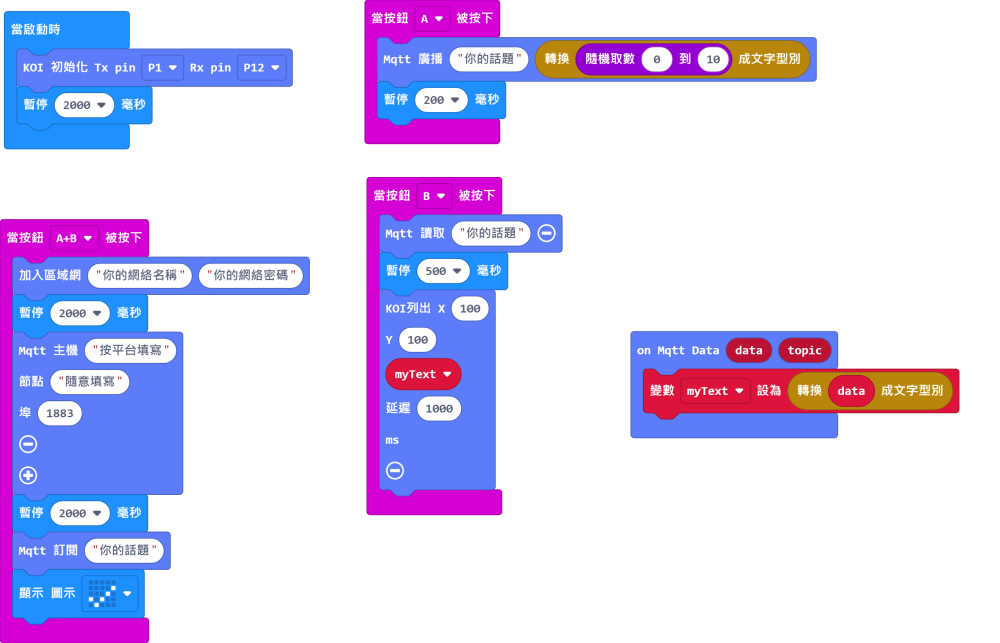 當啟動時
KOI 初始化 Tx pin P1 Rx pin P12
暫停 2000 毫秒
當按鈕 A 被按下
Mqtt 廣播 "你的話題" 轉換 隨機取數 0 到 10 成文字型別
暫停 200 毫秒
當按鈕 A+B 被按下
加入區域網 "你的網絡名稱" "你的網絡密碼"
暫停 2000 毫秒
Mqtt 主機 "按平台填寫"
節點 "隨意填寫"
埠 1883
暫停 2000 毫秒
Mqtt 訂閱 "你的話題"
顯示 圖示
當按鈕 B 被按下
Mqtt 讀取 "你的話題"
暫停 500 毫秒
KOI列出 X 100
Y 100
myText
延遲 1000
ms
on Mqtt Data data topic
變數 myText 設為 轉換 data 成文字型別